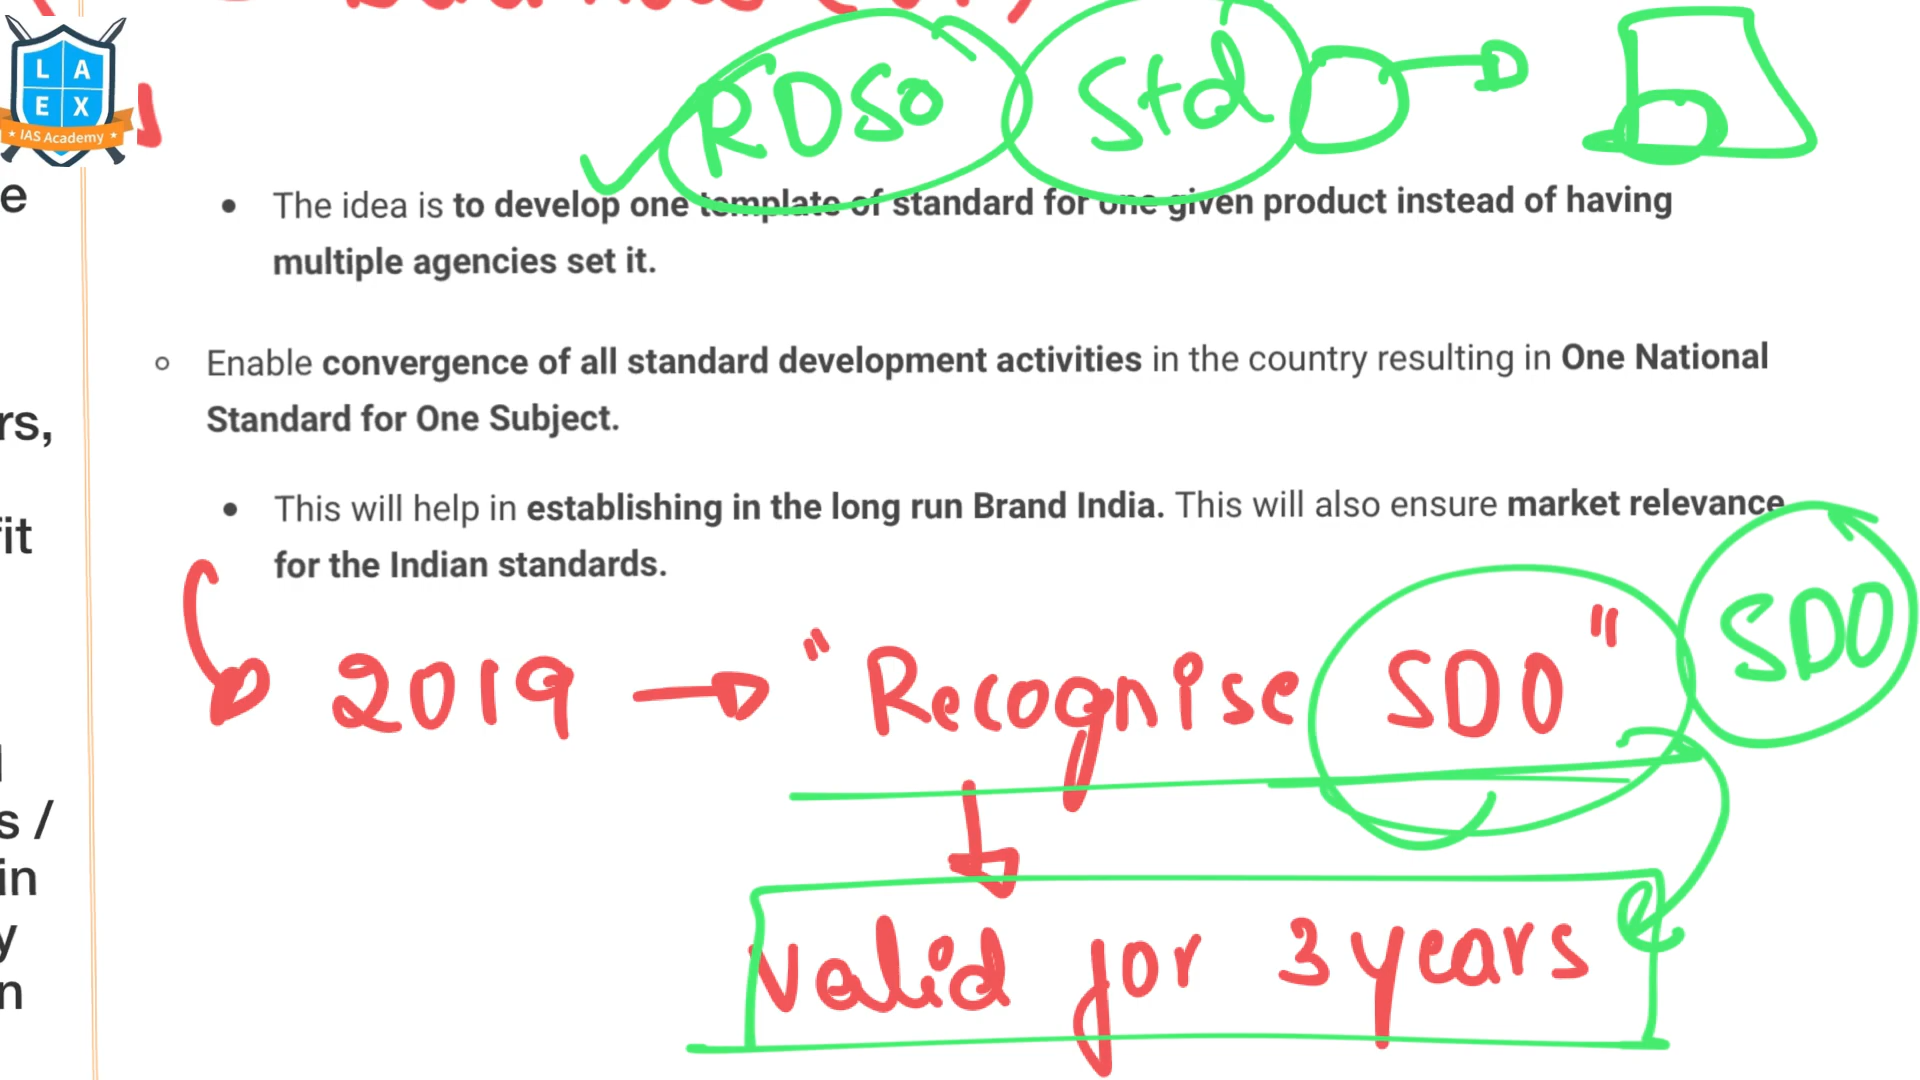 L A
E X
IAS Academy
RDSO Std
e
The idea is to develop one template of standard for one given product instead of having
multiple agencies set it.
Enable convergence of all standard development activities in the country resulting in One National
Standard for One Subject.
rs,
This will help in establishing in the long run Brand India. This will also ensure market relevance
for the Indian standards.
fit
2019 → "Recognise SDO" SDO
s /
in
y
n
Valid for 3 years